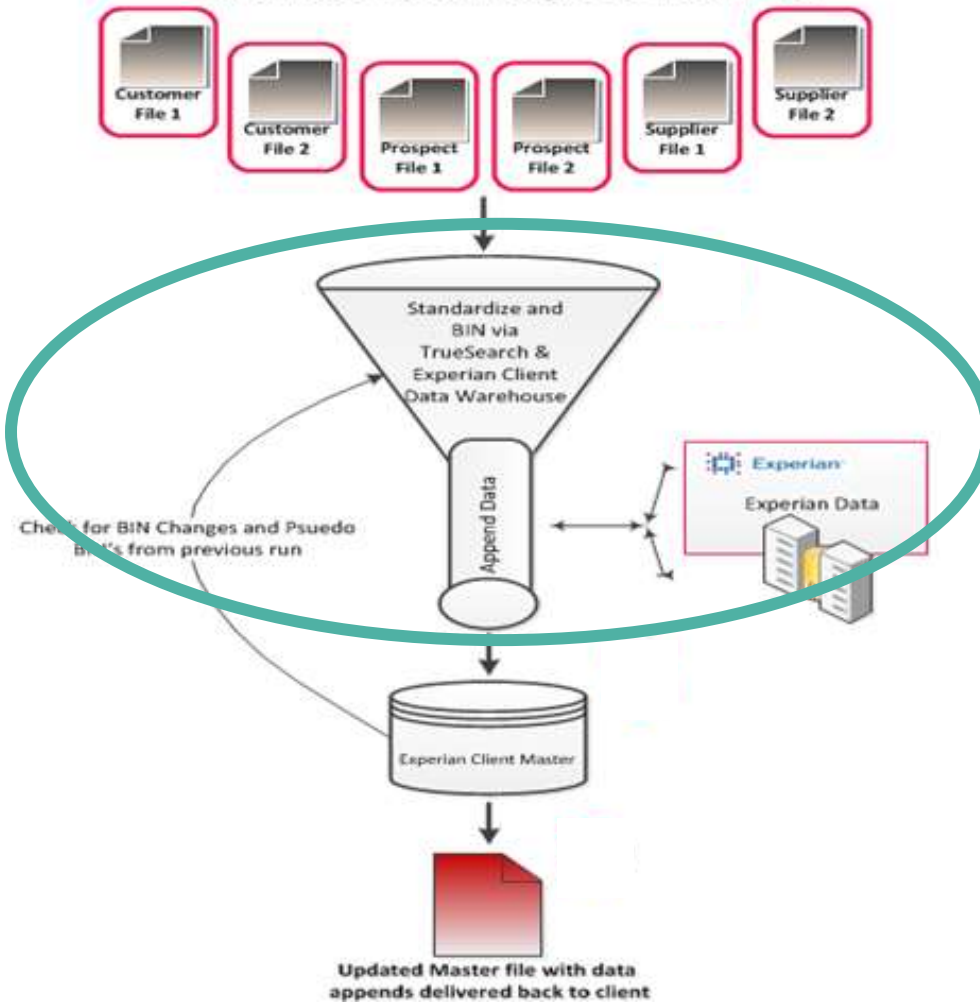 Customer
File 1
Customer
File 2
Prospect
File 1
Prospect
File 2
Supplier
File 1
Supplier
File 2
Standardize and
BIN via
TrueSearch &
Experian Client
Data Warehouse
Append Data
Experian
Experian Data
Check for BIN Changes and Psuedo
BIN's from previous run
Experian Client Master
Updated Master file with data
appends delivered back to client